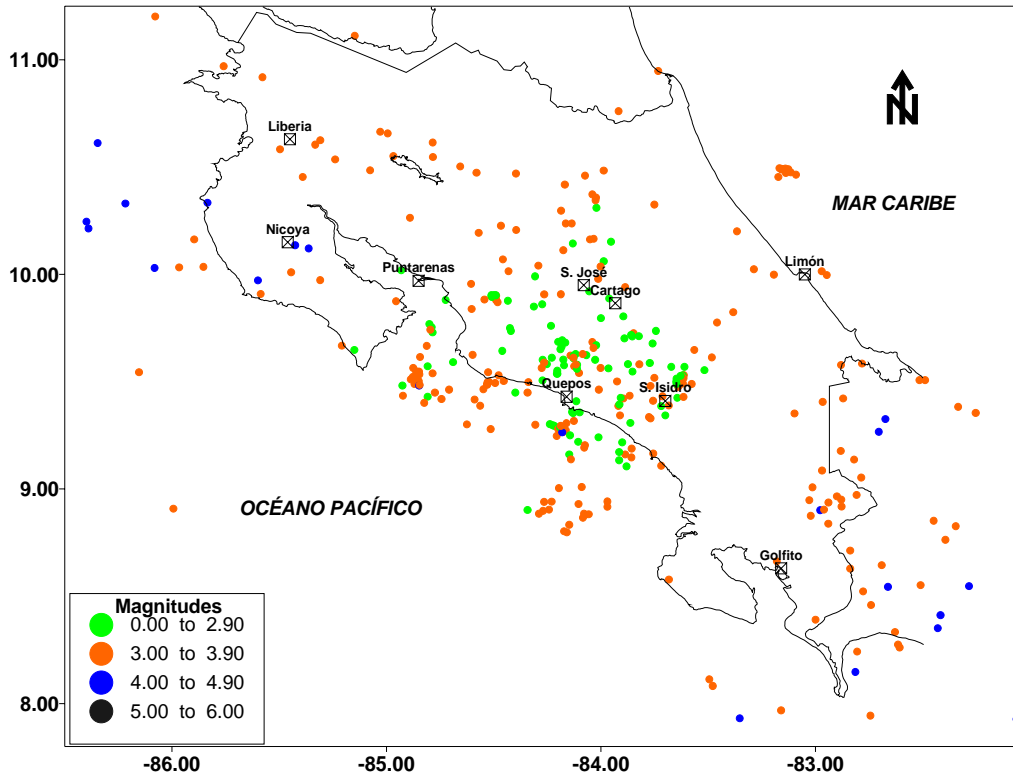 11.00
N
Liberia
MAR CARIBE
Nicoya
10.00
Limón
Puntarenas
S. José
Cartago
Quepos
S. Isidro
9.00
OCÉANO PACÍFICO
Golfito
Magnitudes
0.00 to 2.90
3.00 to 3.90
4.00 to 4.90
5.00 to 6.00
8.00
-86.00 -85.00 -84.00 -83.00